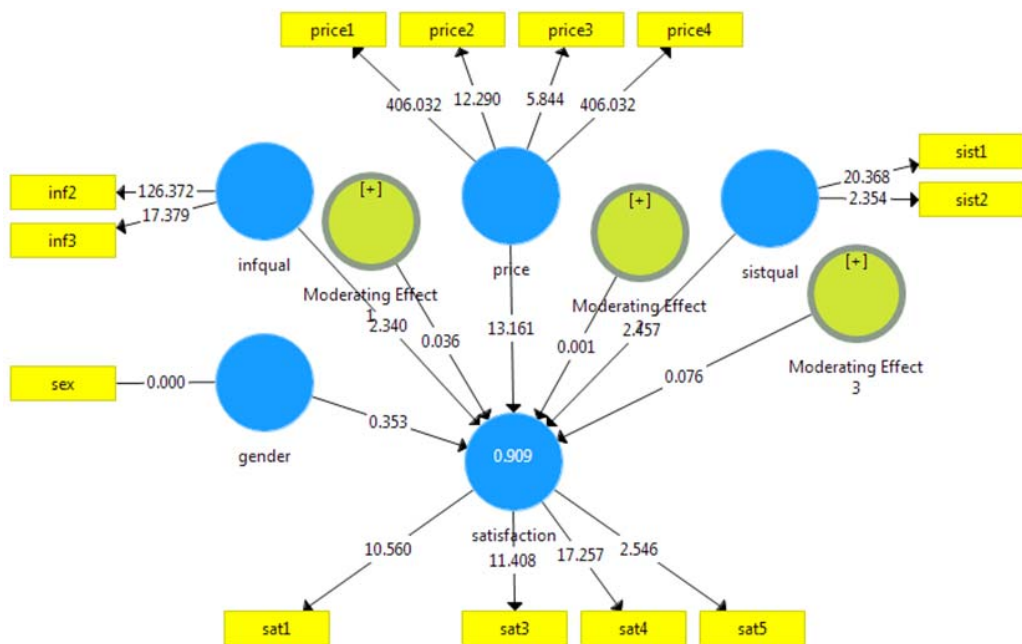 price1
price2
price3
price4
406.032
12.290
5.844
406.032
sist1
20.368
sist2
2.354
inf2
126.372
inf3
17.379
[+]
[+]
[+]
infqual
price
sistqual
Moderating Effect
1
Moderating Effect
2
Moderating Effect
3
2.340
0.036
13.161
0.001
2.457
0.076
sex
0.000
gender
0.353
0.909
satisfaction
10.560
11.408
17.257
2.546
sat1
sat3
sat4
sat5